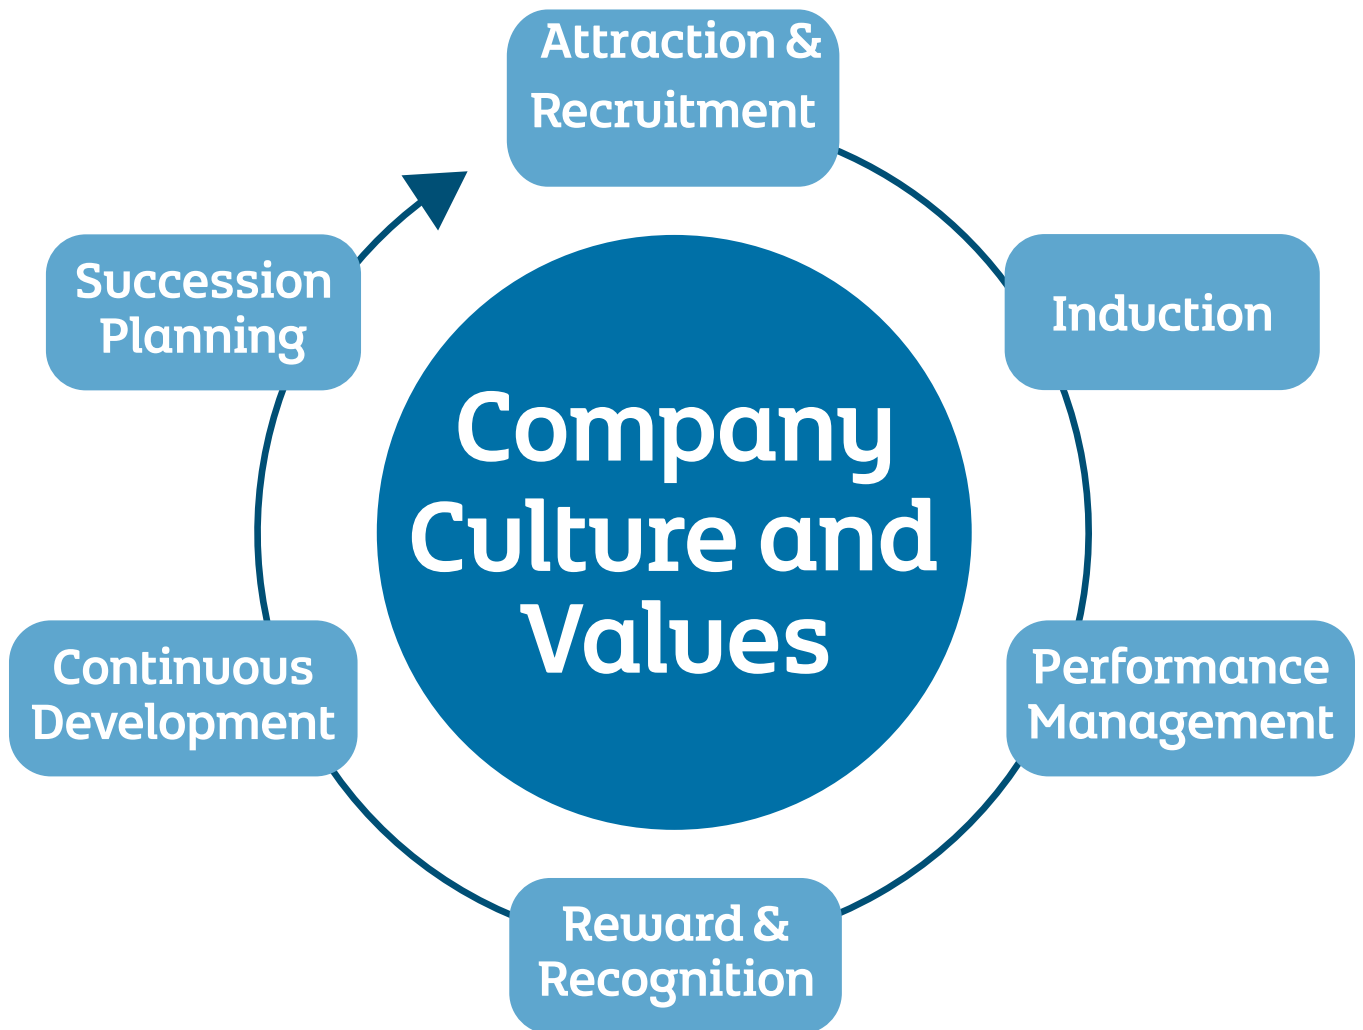 Attraction &
Recruitment
Induction
Performance
Management
Reward &
Recognition
Continuous
Development
Succession
Planning
Company
Culture and
Values